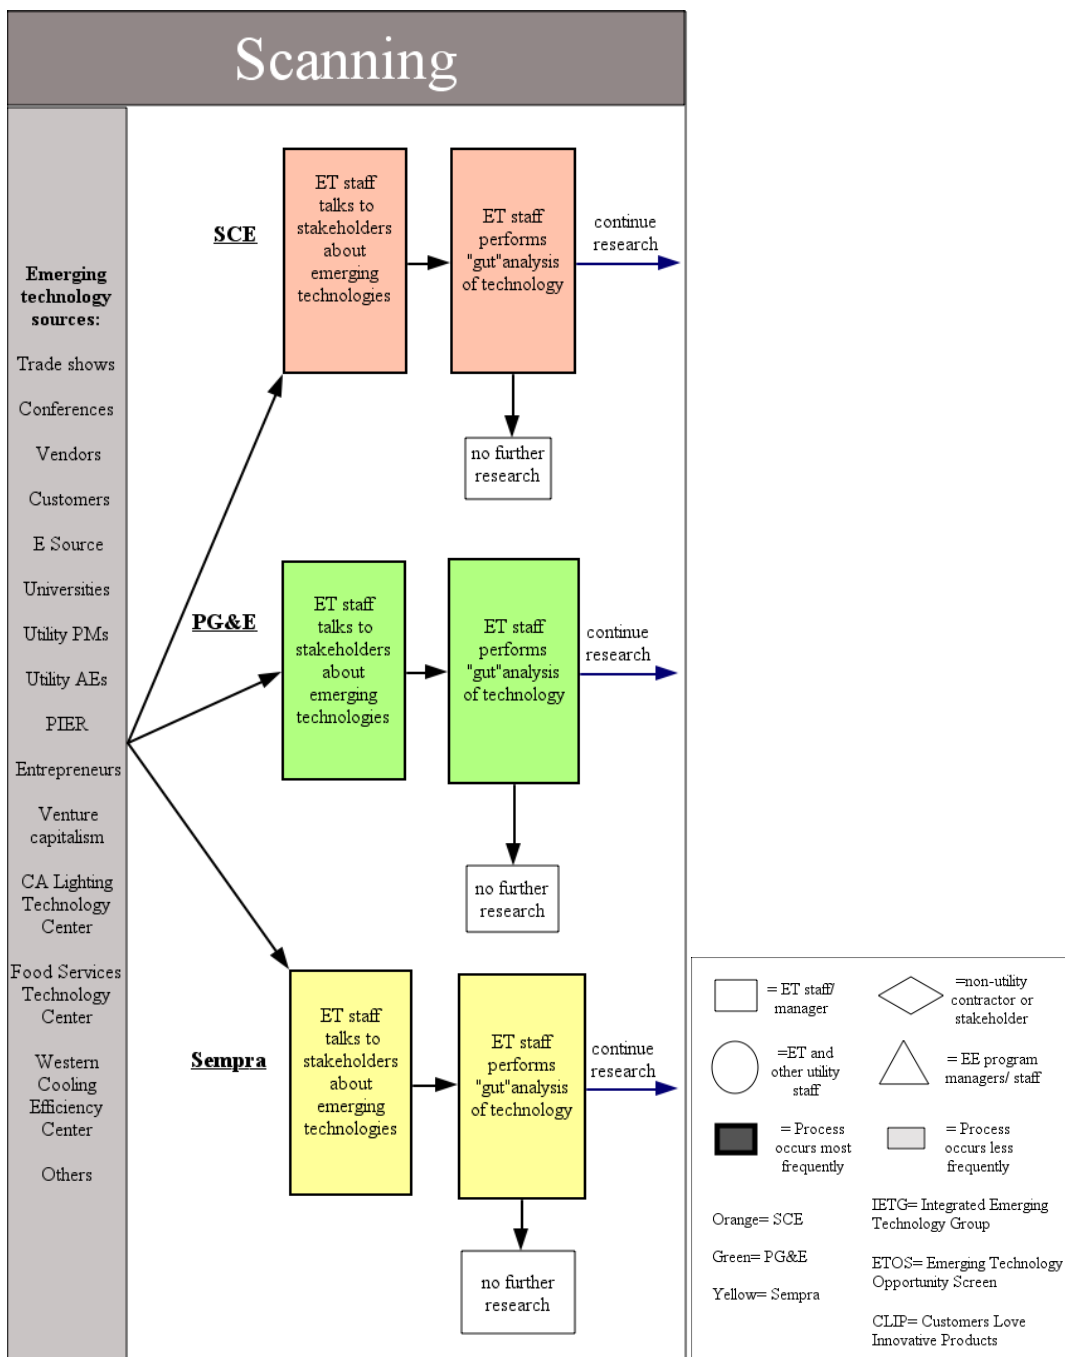 Scanning
Emerging
technology
sources:
Trade shows
Conferences
Vendors
Customers
E Source
Universities
Utility PMs
Utility AEs
PIER
Entrepreneurs
Venture
capitalism
CA Lighting
Technology
Center
Food Services
Technology
Center
Western
Cooling
Efficiency
Center
Others
SCE
ET staff
talks to
stakeholders
about
emerging
technologies
ET staff
performs
"gut"analysis
of technology
continue
research
no further
research
PG&E
ET staff
talks to
stakeholders
about
emerging
technologies
ET staff
performs
"gut"analysis
of technology
continue
research
no further
research
Sempra
ET staff
talks to
stakeholders
about
emerging
technologies
ET staff
performs
"gut"analysis
of technology
continue
research
no further
research
= ET staff/
manager
=non-utility
contractor or
stakeholder
=ET and
other utility
staff
= EE program
managers/ staff
= Process
occurs most
frequently
= Process
occurs less
frequently
Orange= SCE
Green= PG&E
Yellow= Sempra
IETG= Integrated Emerging
Technology Group
ETOS= Emerging Technology
Opportunity Screen
CLIP= Customers Love
Innovative Products